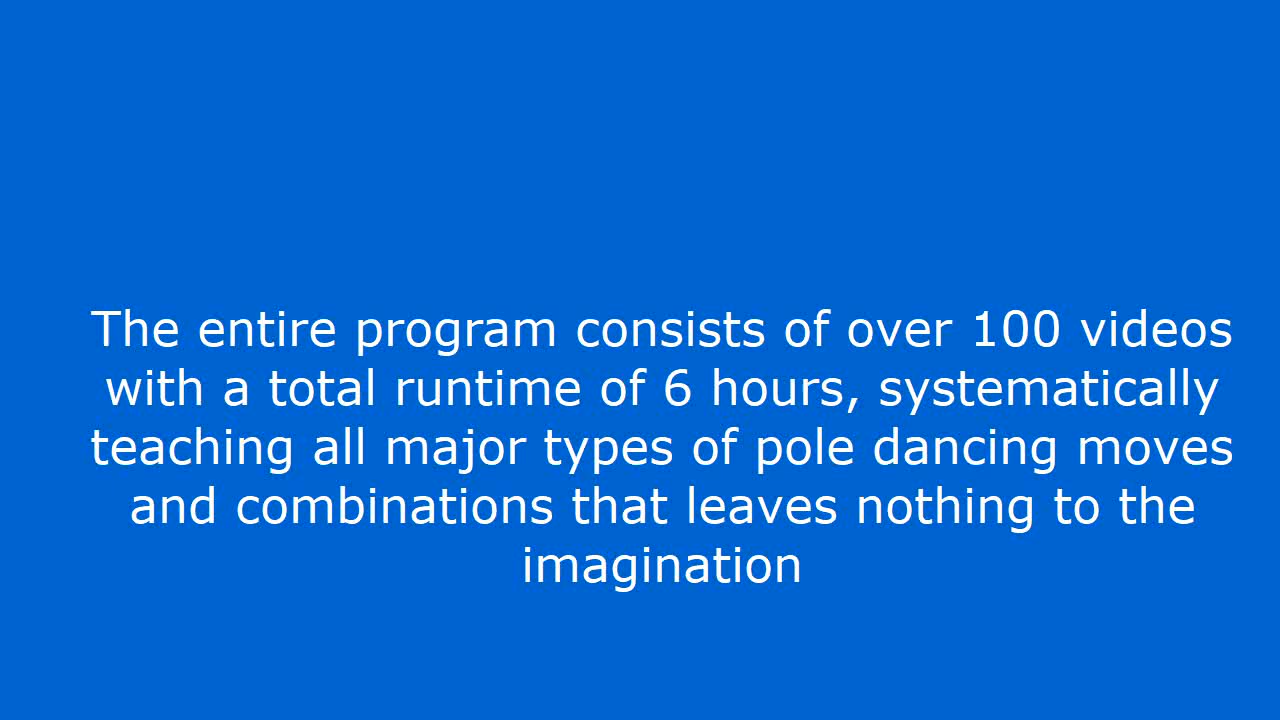 The entire program consists of over 100 videos
with a total runtime of 6 hours, systematically
teaching all major types of pole dancing moves
and combinations that leaves nothing to the
imagination